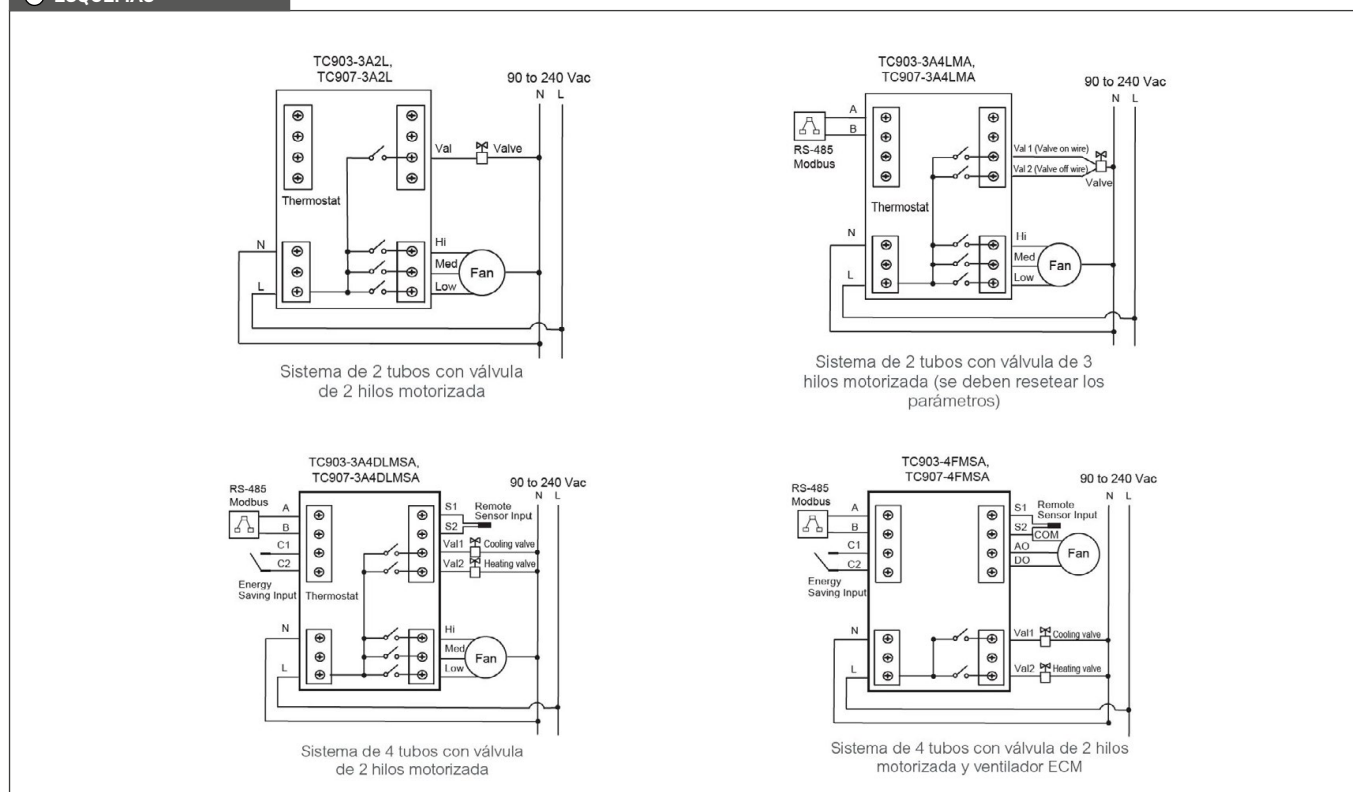 ESQUEMAS
TC903-3A2L,
TC907-3A2L
90 to 240 Vac
N L
Val
Valve
Thermostat
N
L
Hi
Med
Low
Fan
Sistema de 2 tubos con válvula
de 2 hilos motorizada
TC903-3A4LMA,
TC907-3A4LMA
90 to 240 Vac
N L
A
B
RS-485
Modbus
Val 1 (Valve on wire)
Val 2 (Valve off wire)
Valve
Thermostat
N
L
Hi
Med
Low
Fan
Sistema de 2 tubos con válvula de 3
hilos motorizada (se deben resetear los
parámetros)
TC903-3A4DLMSA,
TC907-3A4DLMSA
90 to 240 Vac
N L
RS-485
Modbus
A
B
C1
C2
Energy
Saving Input
Thermostat
S1
S2
Remote
Sensor Input
Val1
Cooling valve
Val2
Heating valve
N
L
Hi
Med
Low
Fan
Sistema de 4 tubos con válvula
de 2 hilos motorizada
TC903-4FMSA,
TC907-4FMSA
90 to 240 Vac
N L
RS-485
Modbus
A
B
C1
C2
Energy
Saving Input
S1
S2
Remote
Sensor Input
COM
AO
DO
Fan
N
L
Val1
Cooling valve
Val2
Heating valve
Sistema de 4 tubos con válvula de 2 hilos
motorizada y ventilador ECM